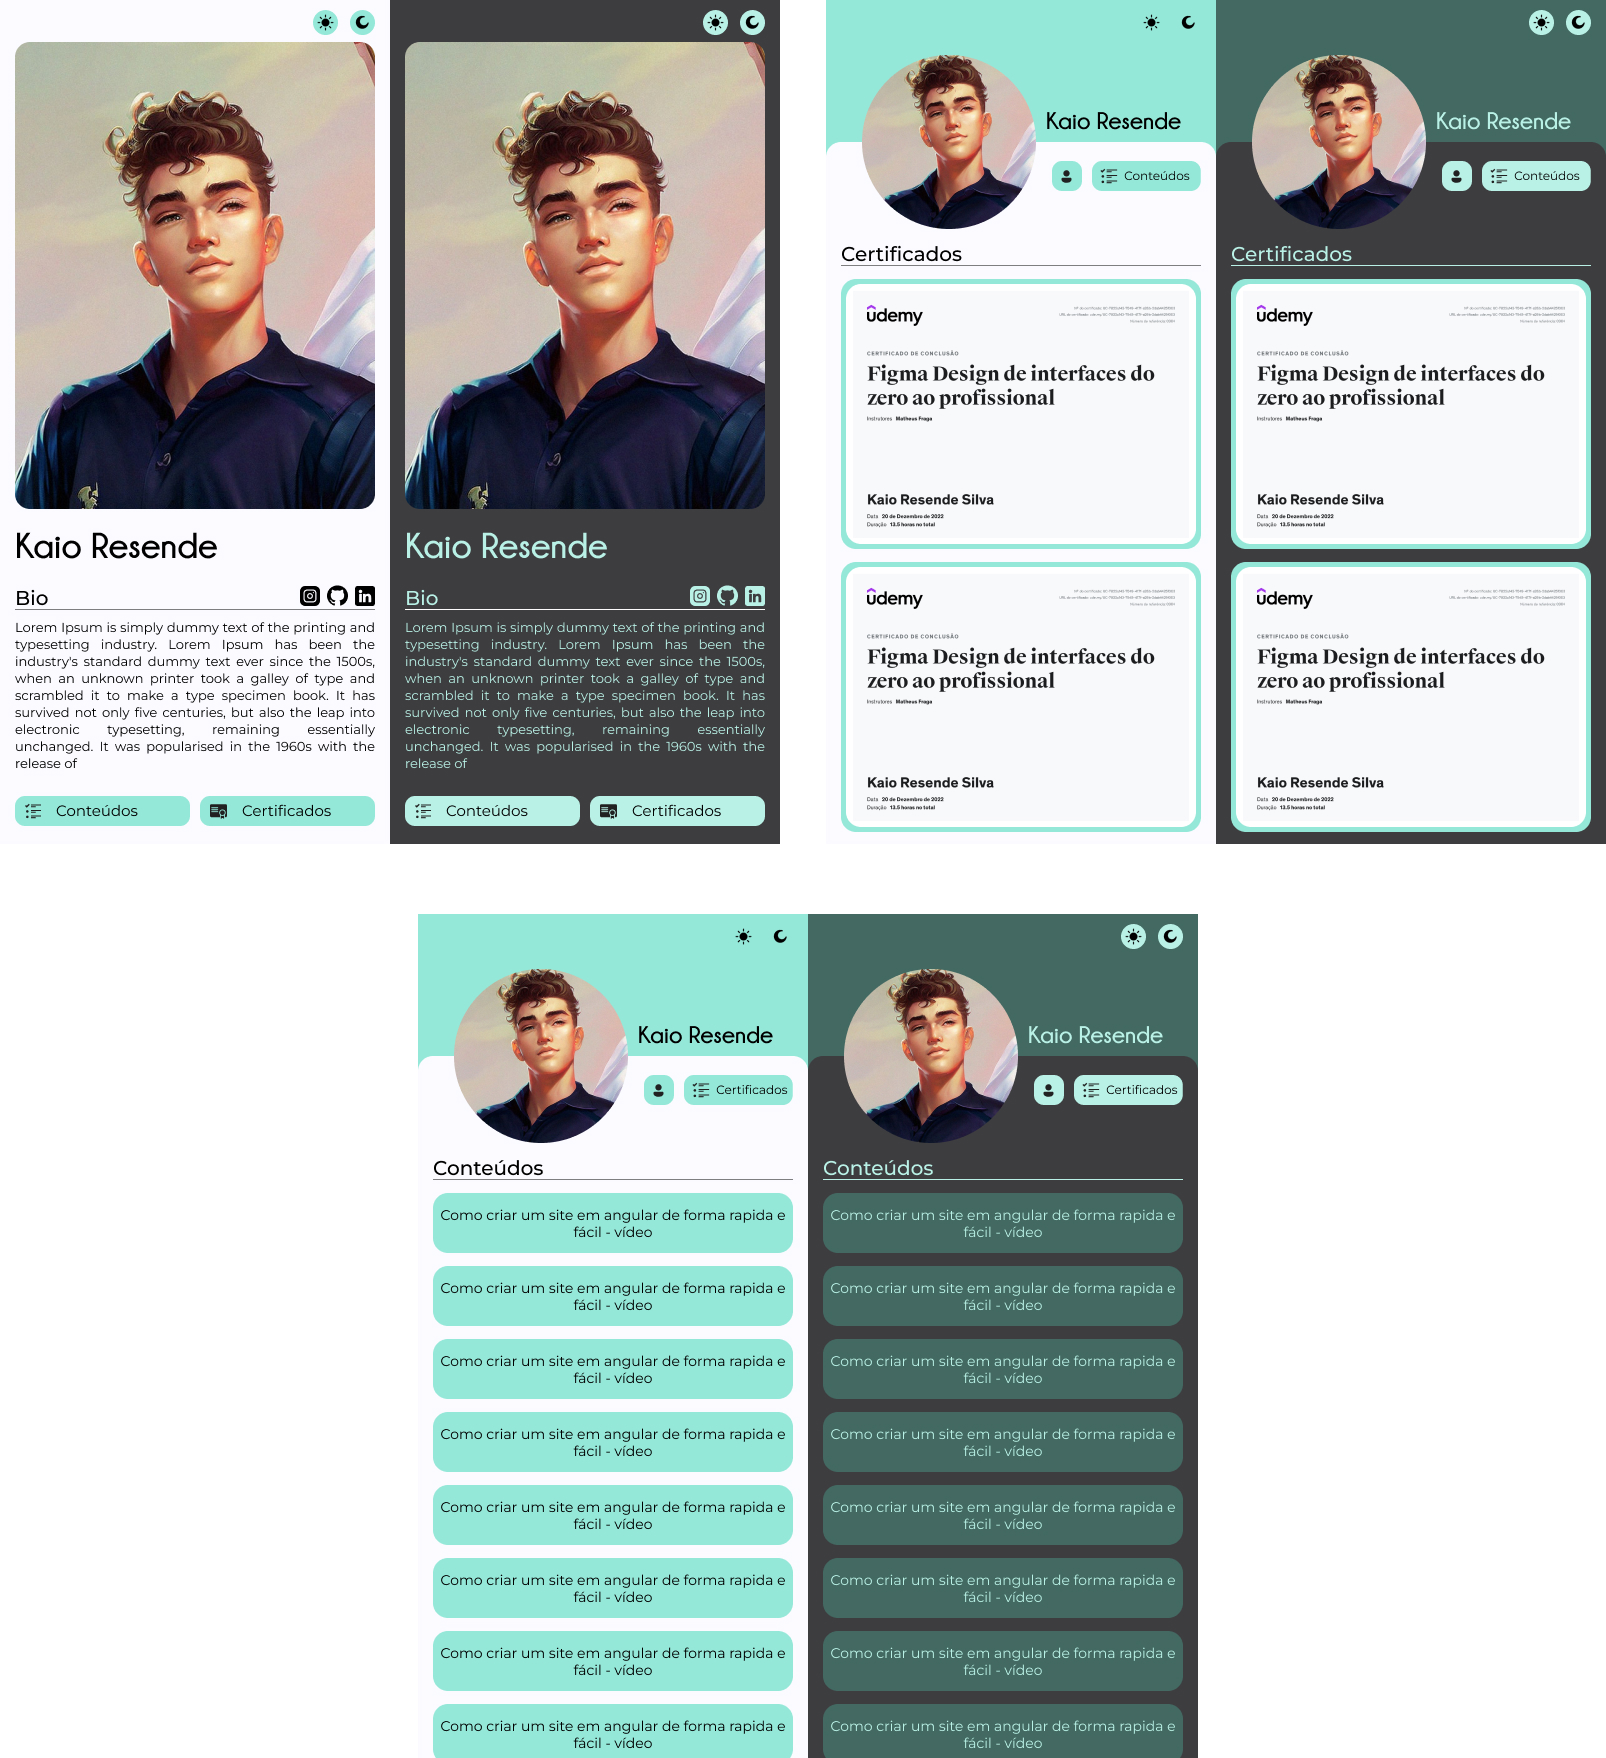 Kaio Resende
Bio
Lorem Ipsum is simply dummy text of the printing and
typesetting industry. Lorem Ipsum has been the
industry's standard dummy text ever since the 1500s,
when an unknown printer took a galley of type and
scrambled it to make a type specimen book. It has
survived not only five centuries, but also the leap into
electronic typesetting, remaining essentially
unchanged. It was popularised in the 1960s with the
release of
Conteúdos
Certificados
Kaio Resende
Bio
Lorem Ipsum is simply dummy text of the printing and
typesetting industry. Lorem Ipsum has been the
industry's standard dummy text ever since the 1500s,
when an unknown printer took a galley of type and
scrambled it to make a type specimen book. It has
survived not only five centuries, but also the leap into
electronic typesetting, remaining essentially
unchanged. It was popularised in the 1960s with the
release of
Conteúdos
Certificados
Kaio Resende
Conteúdos
Certificados
udemy
CERTIFICADO DE CONCLUSÃO
Figma Design de interfaces do
zero ao profissional
Instrutores Matheus Fraga
Kaio Resende Silva
Data 20 de Dezembro de 2022
Duração 13.5 horas no total
udemy
CERTIFICADO DE CONCLUSÃO
Figma Design de interfaces do
zero ao profissional
Instrutores Matheus Fraga
Kaio Resende Silva
Data 20 de Dezembro de 2022
Duração 13.5 horas no total
Kaio Resende
Conteúdos
Certificados
udemy
CERTIFICADO DE CONCLUSÃO
Figma Design de interfaces do
zero ao profissional
Instrutores Matheus Fraga
Kaio Resende Silva
Data 20 de Dezembro de 2022
Duração 13.5 horas no total
udemy
CERTIFICADO DE CONCLUSÃO
Figma Design de interfaces do
zero ao profissional
Instrutores Matheus Fraga
Kaio Resende Silva
Data 20 de Dezembro de 2022
Duração 13.5 horas no total
Kaio Resende
Certificados
Conteúdos
Como criar um site em angular de forma rapida e
fácil - vídeo
Como criar um site em angular de forma rapida e
fácil - vídeo
Como criar um site em angular de forma rapida e
fácil - vídeo
Como criar um site em angular de forma rapida e
fácil - vídeo
Como criar um site em angular de forma rapida e
fácil - vídeo
Como criar um site em angular de forma rapida e
fácil - vídeo
Como criar um site em angular de forma rapida e
fácil - vídeo
Como criar um site em angular de forma rapida e
fácil - vídeo
Kaio Resende
Certificados
Conteúdos
Como criar um site em angular de forma rapida e
fácil - vídeo
Como criar um site em angular de forma rapida e
fácil - vídeo
Como criar um site em angular de forma rapida e
fácil - vídeo
Como criar um site em angular de forma rapida e
fácil - vídeo
Como criar um site em angular de forma rapida e
fácil - vídeo
Como criar um site em angular de forma rapida e
fácil - vídeo
Como criar um site em angular de forma rapida e
fácil - vídeo
Como criar um site em angular de forma rapida e
fácil - vídeo